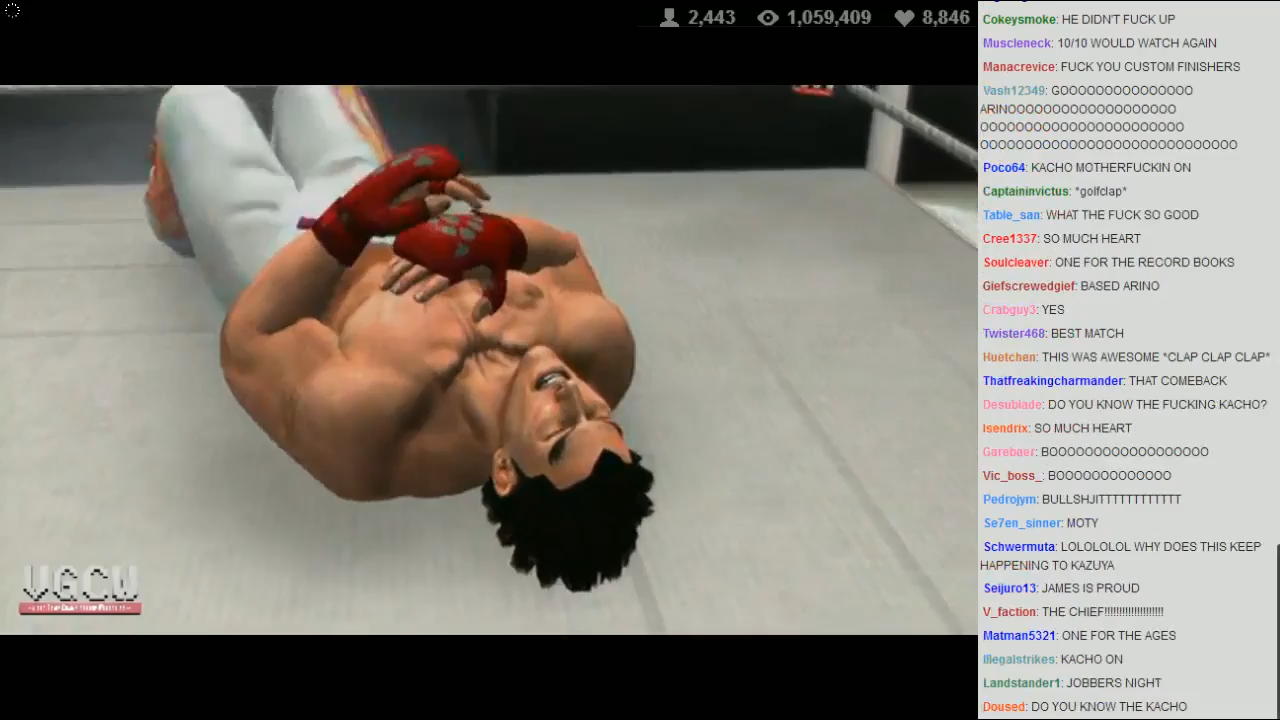 2,443 1,059,409 8,846
VGCW
Cokeysmoke: HE DIDN'T FUCK UP
Muscleneck: 10/10 WOULD WATCH AGAIN
Manacrevice: FUCK YOU CUSTOM FINISHERS
Vash12349: GOOOOOOOOOOOOOOO
ARINOOOOOOOOOOOOOOOOOOO
OOOOOOOOOOOOOOOOOOOOOOO
OOOOOOOOOOOOOOOOOOOOOOOOOOOOO
Poco64: KACHO MOTHERFUCKIN ON
Captaininvictus: *golfclap*
Table_san: WHAT THE FUCK SO GOOD
Cree1337: SO MUCH HEART
Soulcleaver: ONE FOR THE RECORD BOOKS
Giefscrewedgief: BASED ARINO
Crabguy3: YES
Twister468: BEST MATCH
Huetchen: THIS WAS AWESOME *CLAP CLAP CLAP*
Thatfreakingcharmander: THAT COMEBACK
Desublade: DO YOU KNOW THE FUCKING KACHO?
Isendrix: SO MUCH HEART
Garebaer: BOOOOOOOOOOOOOOOOOO
Vic_boss_: BOOOOOOOOOOOOO
Pedrojym: BULLSHJITTTTTTTTTTTT
Se7en_sinner: MOTY
Schwermuta: LOLOLOLOL WHY DOES THIS KEEP
HAPPENING TO KAZUYA
Seijuro13: JAMES IS PROUD
V_faction: THE CHIEF!!!!!!!!!!!!!!!!!!!!
Matman5321: ONE FOR THE AGES
Illegalstrikes: KACHO ON
Landstander1: JOBBERS NIGHT
Doused: DO YOU KNOW THE KACHO